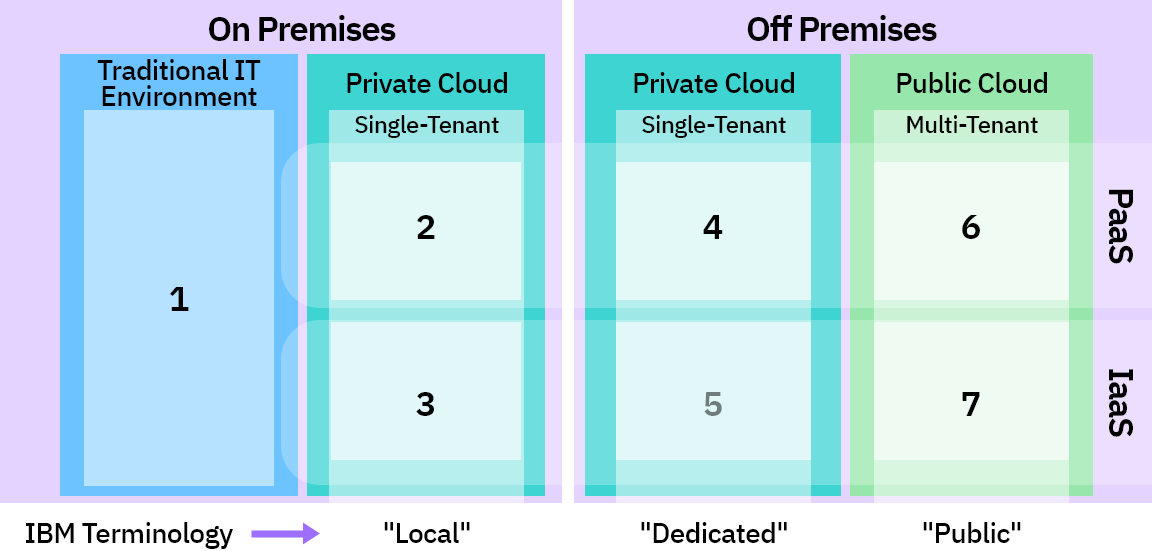 On Premises
Off Premises
Traditional IT
Environment
Private Cloud
Private Cloud
Public Cloud
Single-Tenant
Single-Tenant
Multi-Tenant
1
2
4
6
PaaS
3
5
7
IaaS
IBM Terminology
"Local"
"Dedicated"
"Public"